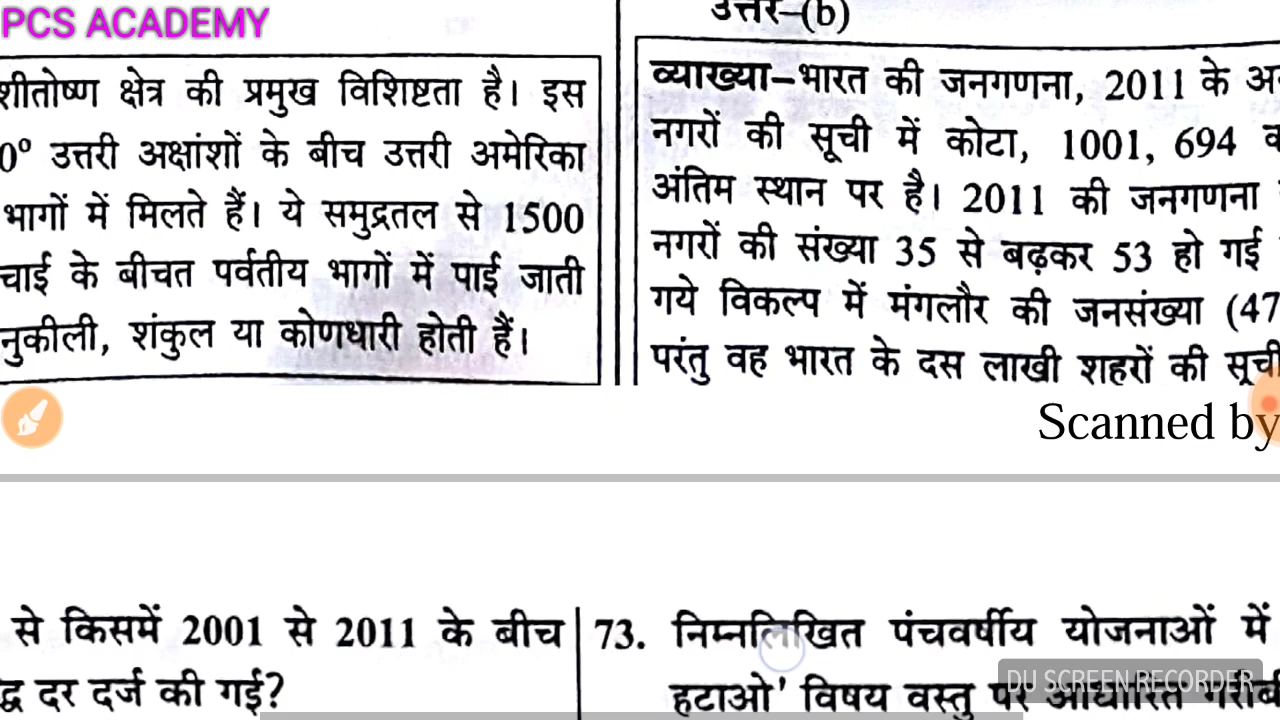 PCS ACADEMY
शीतोष्ण क्षेत्र की प्रमुख विशिष्टता है। इस
0° उत्तरी अक्षांशों के बीच उत्तरी अमेरिका
भागों में मिलते हैं। ये समुद्रतल से 1500
चाई के बीचत पर्वतीय भागों में पाई जाती
नुकीली, शंकुल या कोणधारी होती हैं।
उत्तर–(b)
व्याख्या–भारत की जनगणना, 2011 के
नगरों की सूची में कोटा, 1001, 694
अंतिम स्थान पर है। 2011 की जनगणना
नगरों की संख्या 35 से बढ़कर 53 हो गई
गये विकल्प में मंगलौर की जनसंख्या (47
परंतु वह भारत के दस लाखी शहरों की सूची
Scanned by
से किसमें 2001 से 2011 के बीच
द्ध दर दर्ज की गई?
73. निम्नलिखित पंचवर्षीय योजनाओं में
हटाओ' विषय वस्तु पर आधारित गरीबी
DU SCREEN RECORDER